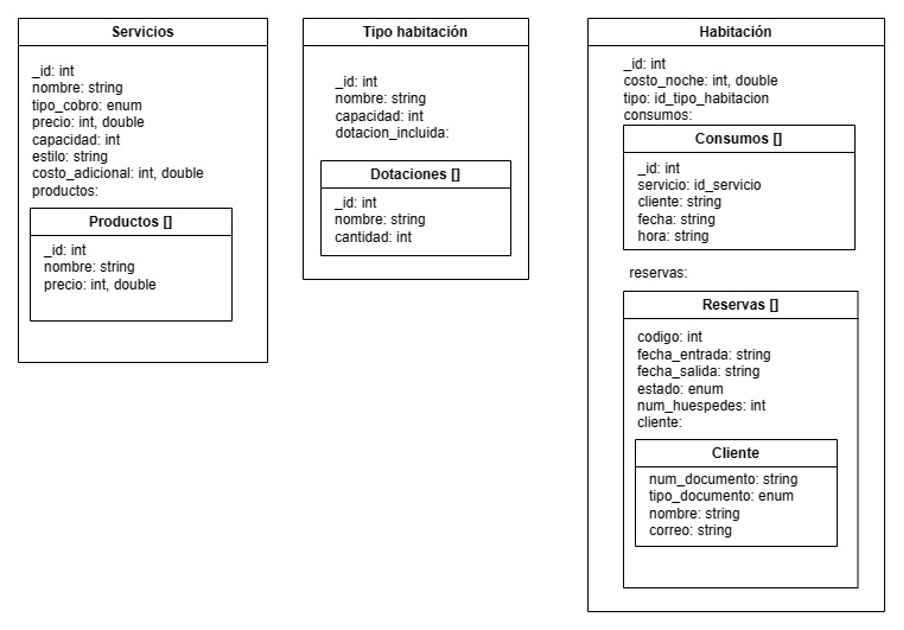 Servicios
_id: int
nombre: string
tipo_cobro: enum
precio: int, double
capacidad: int
estilo: string
costo_adicional: int, double
productos:
Productos []
_id: int
nombre: string
precio: int, double
Tipo habitación
_id: int
nombre: string
capacidad: int
dotacion_incluida:
Dotaciones []
_id: int
nombre: string
cantidad: int
Habitación
_id: int
costo_noche: int, double
tipo: id_tipo_habitacion
consumos:
Consumos []
_id: int
servicio: id_servicio
cliente: string
fecha: string
hora: string
reservas:
Reservas []
codigo: int
fecha_entrada: string
fecha_salida: string
estado: enum
num_huespedes: int
cliente:
Cliente
num_documento: string
tipo_documento: enum
nombre: string
correo: string